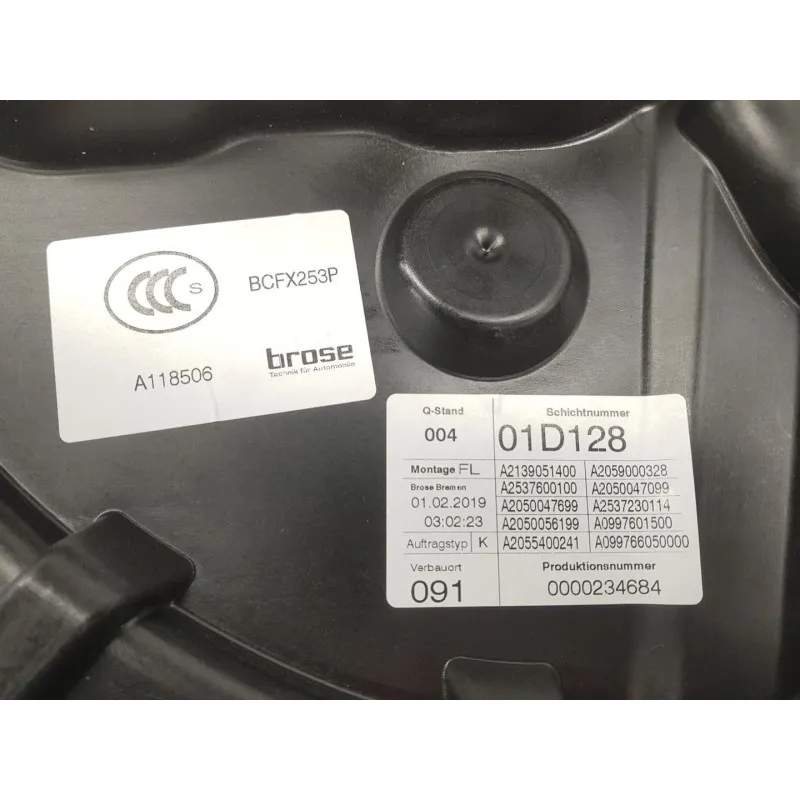 CCC S
BCFX253P
A118506
brose
Technik für Automobile
Q-Stand
004
Schichtnummer
01D128
Montage FL
Brose Bremen
01.02.2019
03:02:23
Auftragstyp K
A2139051400 A2059000328
A2537600100 A2050047099
A2050047699 A2537230114
A2050056199 A0997601500
A2055400241 A099766050000
Verbauort
091
Produktionsnummer
0000234684